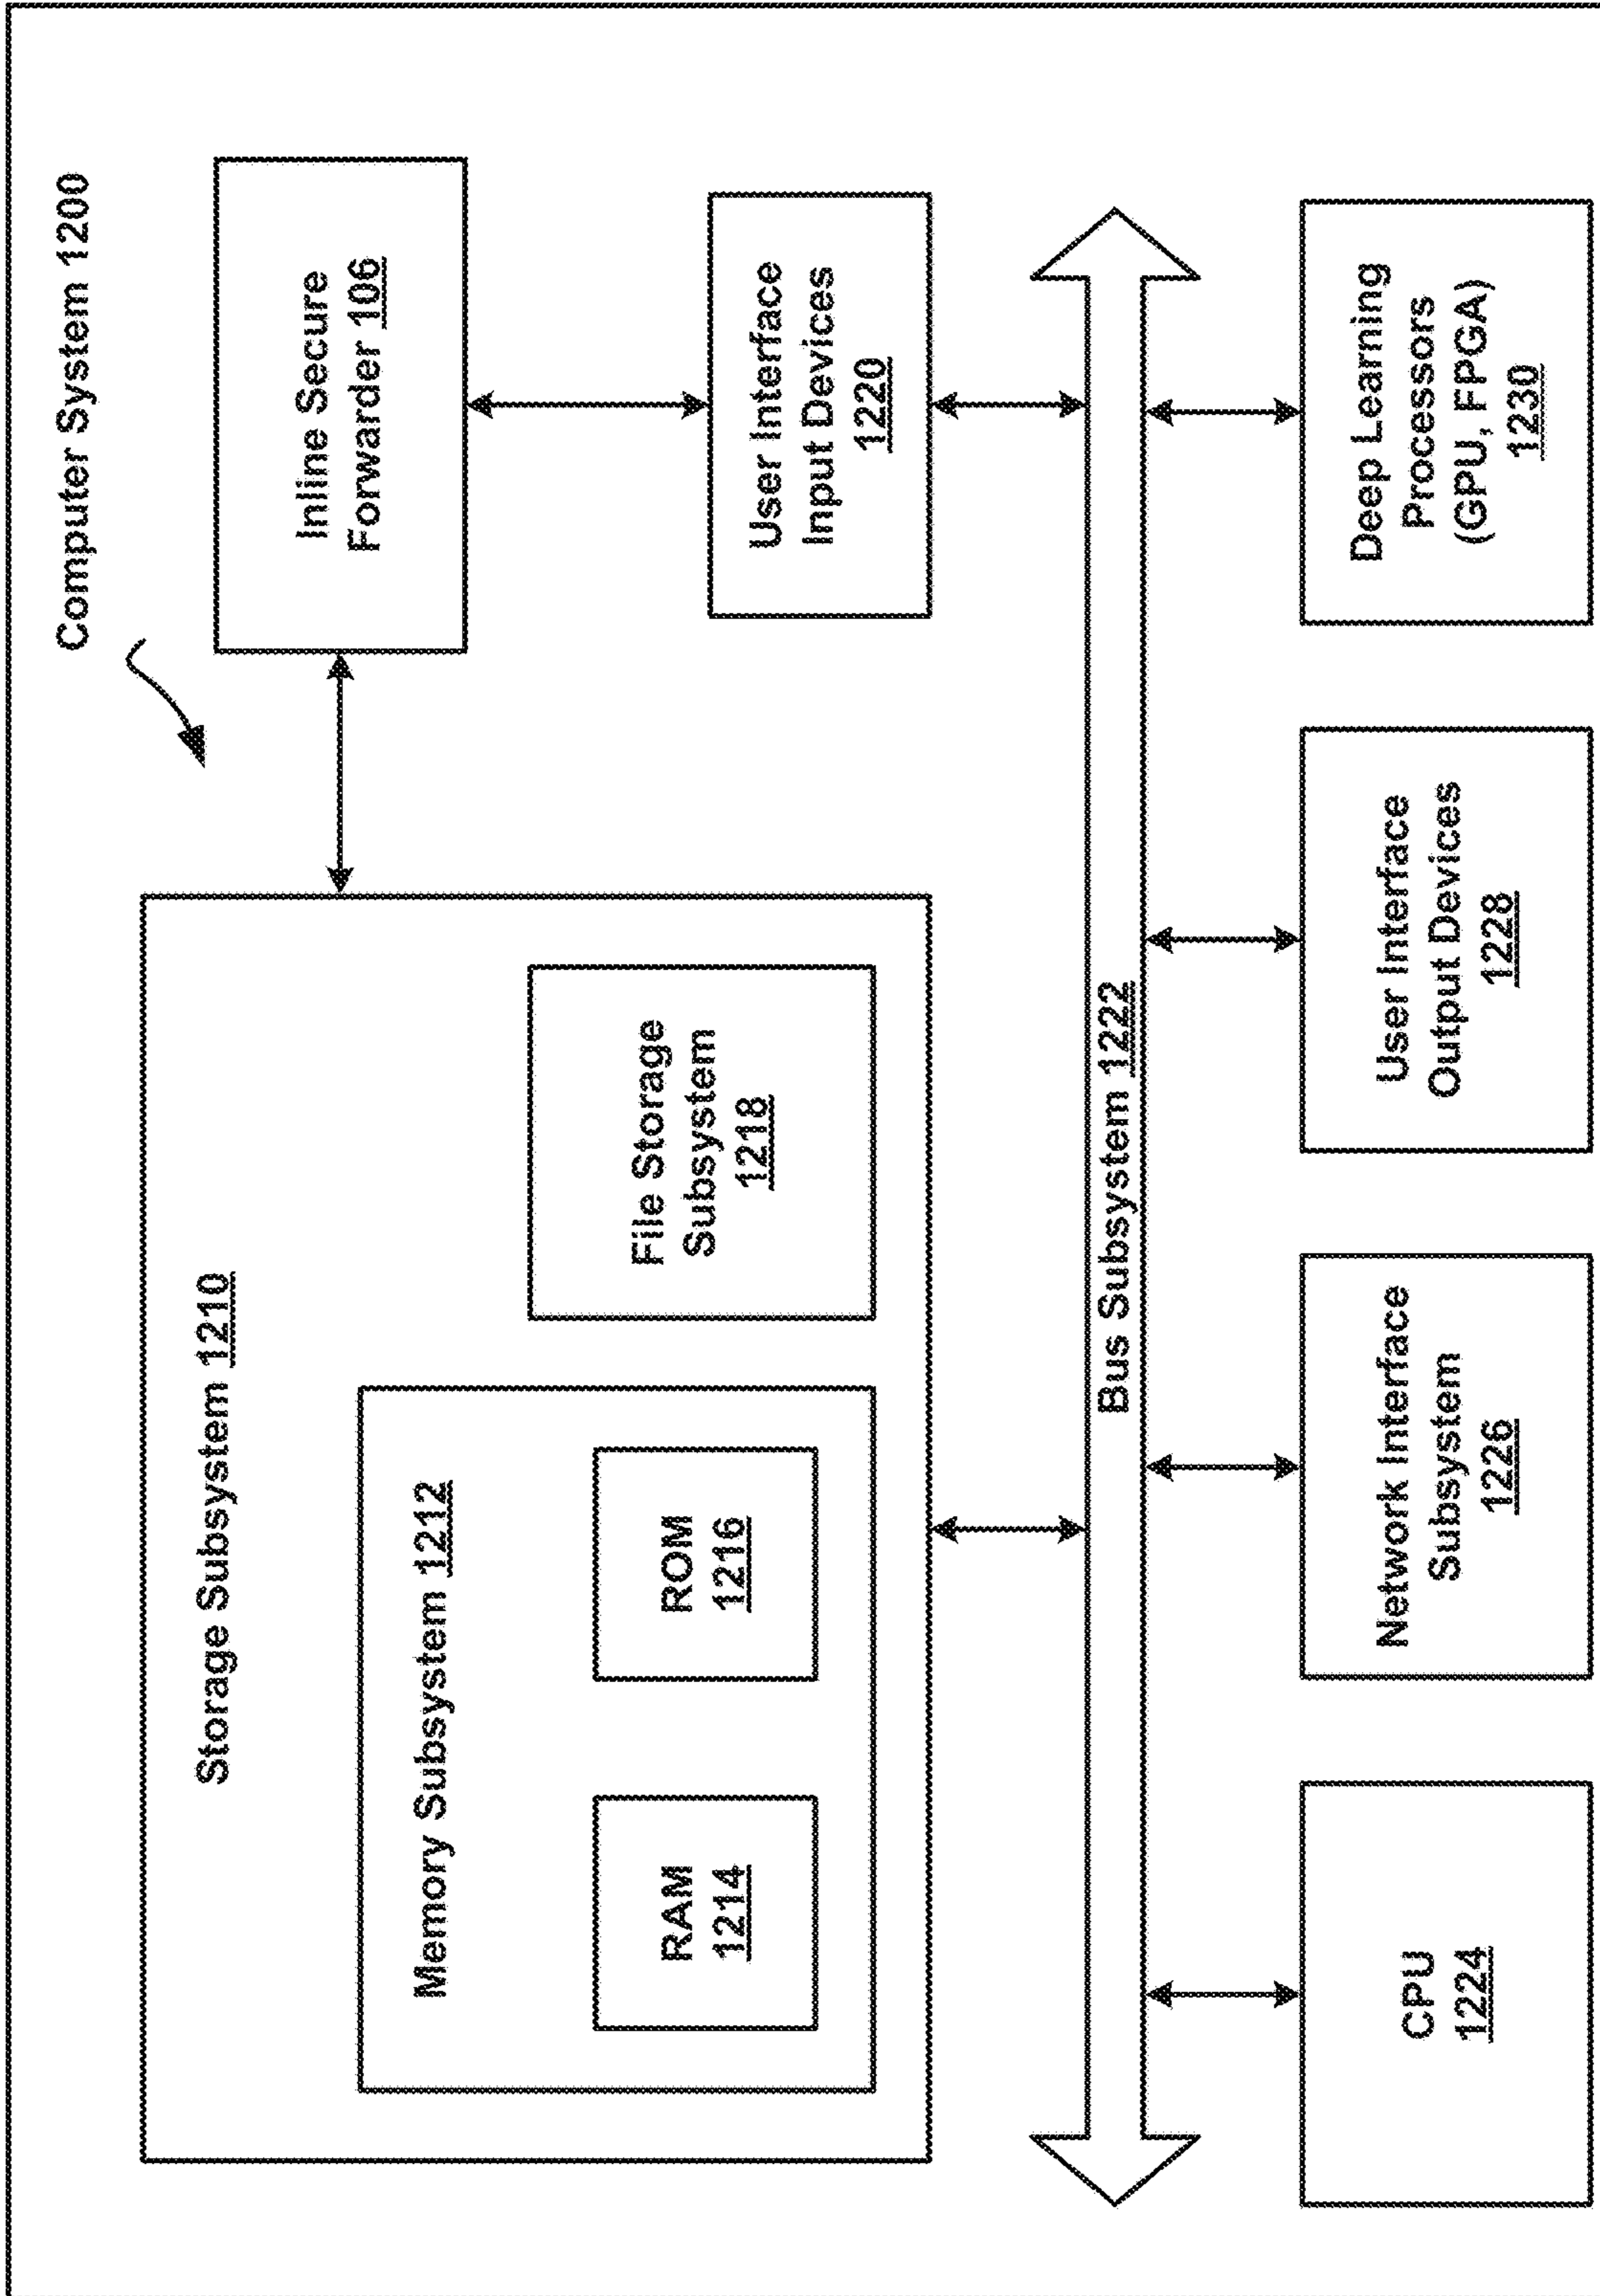 Computer System 1200
Storage Subsystem 1210
Memory Subsystem 1212
RAM
1214
ROM
1216
File Storage
Subsystem
1218
Inline Secure
Forwarder 106
User Interface
Input Devices
1220
Bus Subsystem 1222
CPU
1224
Network Interface
Subsystem
1226
User Interface
Output Devices
1228
Deep Learning
Processors
(GPU, FPGA)
1230